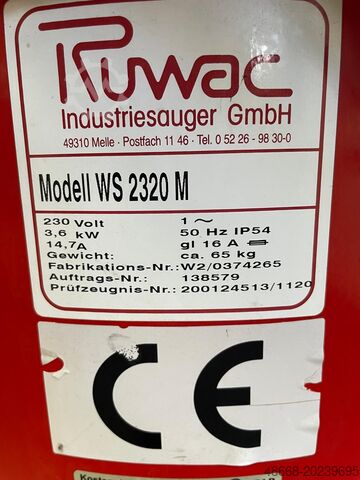 Ruwac
Industriesauger GmbH
49310 Melle · Postfach 11 46 · Tel. 0 52 26 - 98 30-0
Modell WS 2320 M
230 Volt 1 ~
3,6 kW 50 Hz IP54
14,7A gl 16 A
Gewicht: ca. 65 kg
Fabrikations-Nr.: W2/0374265
Auftrags-Nr.: 138579
Prüfzeugnis-Nr.: 200124513/1120
CE
48688-20239695